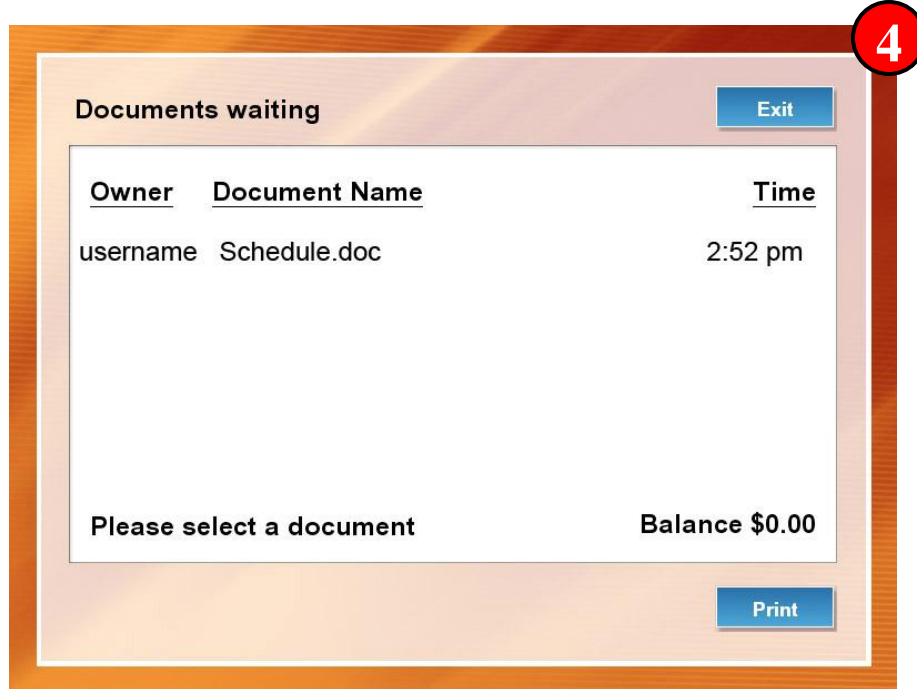 4
Documents waiting Exit
Owner Document Name Time
username Schedule.doc 2:52 pm
Please select a document Balance $0.00
Print